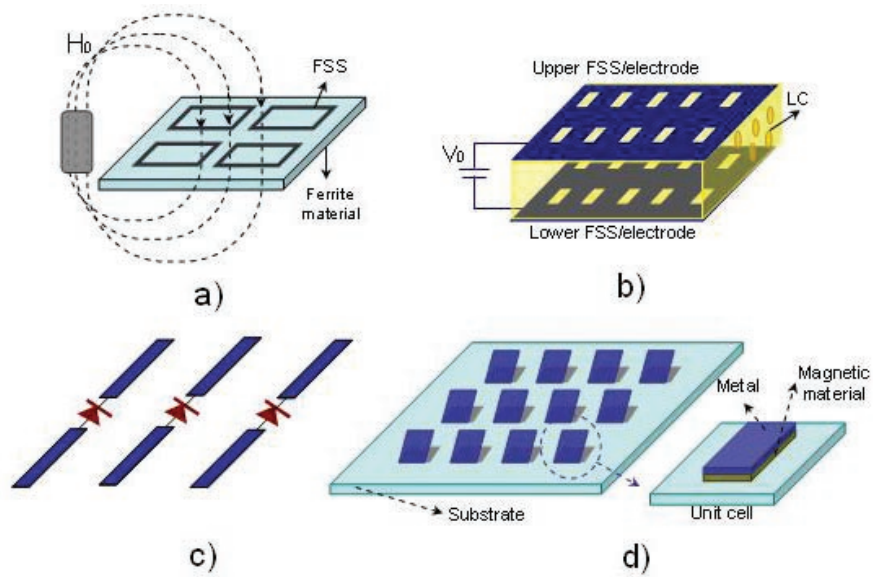 H0
FSS
Ferrite
material
a)
Upper FSS/electrode
LC
V0
Lower FSS/electrode
b)
c)
Metal
Magnetic
material
Substrate
Unit cell
d)